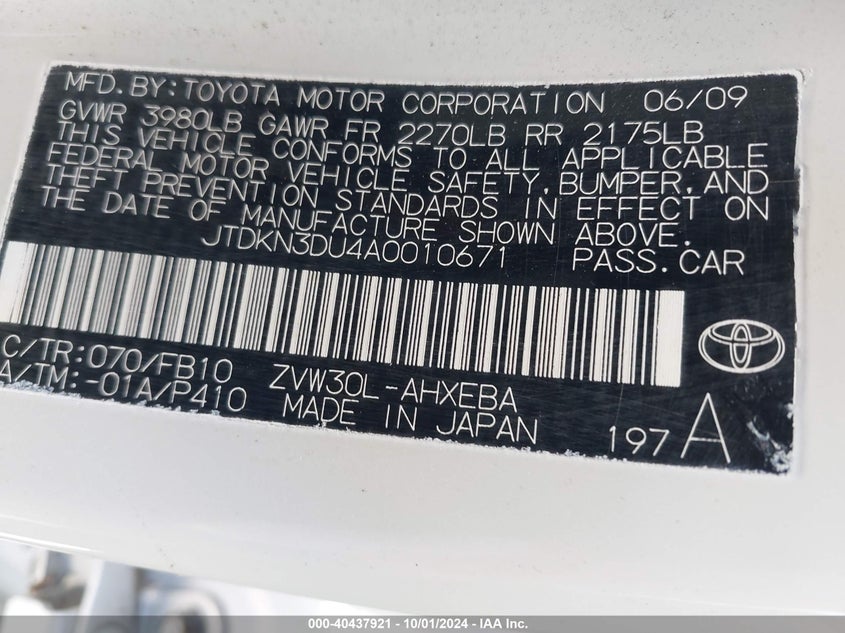 MFD. BY: TOYOTA MOTOR CORPORATION 06/09
GVWR 3980LB GAWR FR 2270LB RR 2175LB
THIS VEHICLE CONFORMS TO ALL APPLICABLE
FEDERAL MOTOR VEHICLE SAFETY, BUMPER, AND
THEFT PREVENTION STANDARDS IN EFFECT ON
THE DATE OF MANUFACTURE SHOWN ABOVE.
JTDKN3DU4A0010671 PASS. CAR
C/TR: 070/FB10 ZVW30L-AHXEBA
A/TM: -01A/P410 MADE IN JAPAN 197 A
000-40437921 - 10/01/2024 - IAA Inc.